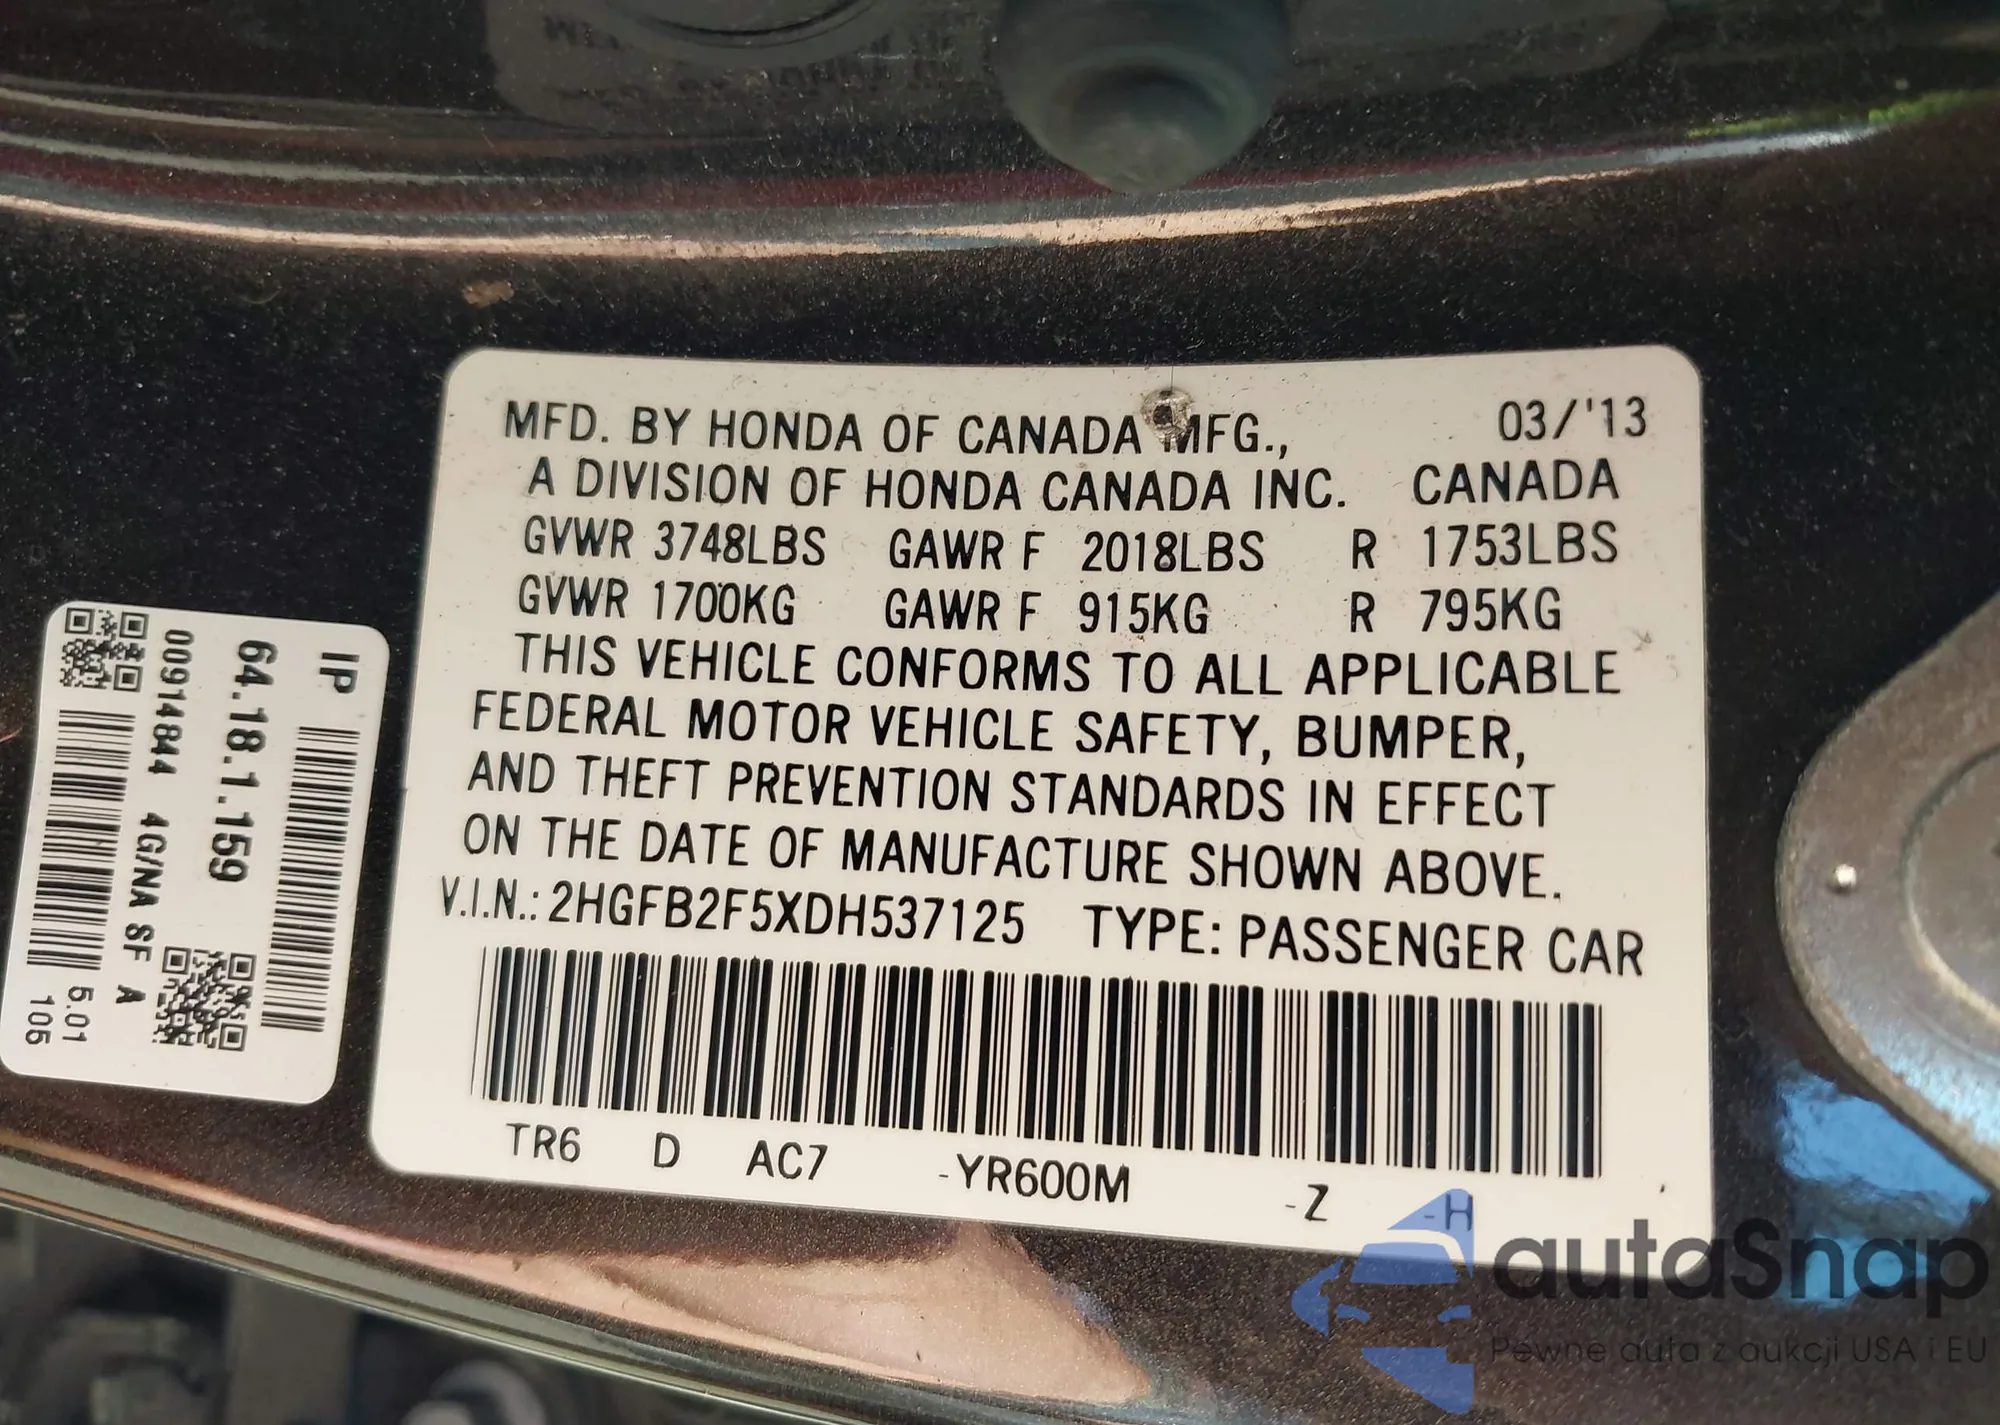 MFD. BY HONDA OF CANADA MFG., 03/'13
A DIVISION OF HONDA CANADA INC. CANADA
GVWR 3748LBS GAWR F 2018LBS R 1753LBS
GVWR 1700KG GAWR F 915KG R 795KG
THIS VEHICLE CONFORMS TO ALL APPLICABLE
FEDERAL MOTOR VEHICLE SAFETY, BUMPER,
AND THEFT PREVENTION STANDARDS IN EFFECT
ON THE DATE OF MANUFACTURE SHOWN ABOVE.
V.I.N.: 2HGFB2F5XDH537125 TYPE: PASSENGER CAR
TR6 D AC7 -YR600M -Z -H
IP
64.18.1.159
00914844 4G/NA SF A
5.01
105
autaSnap
Pewne auta z aukcji USA i EU